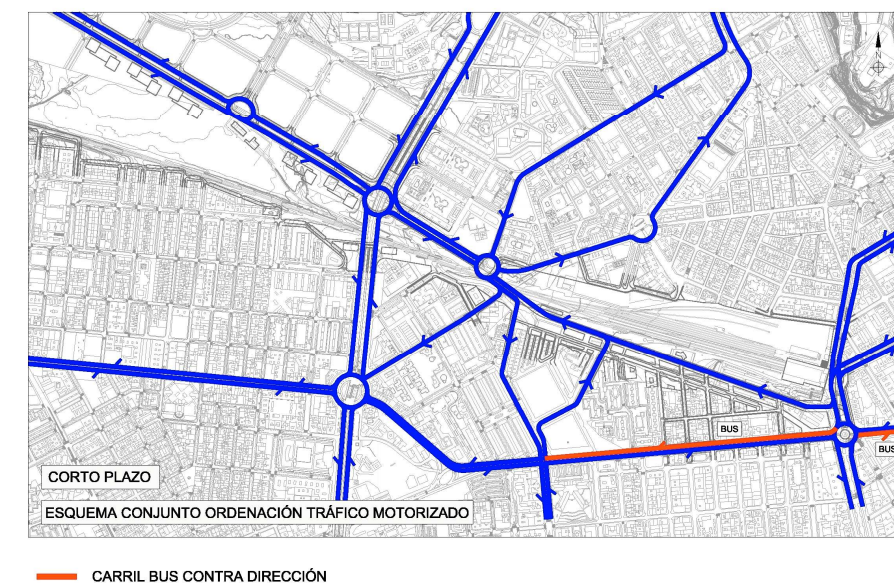 N
BUS
BUS
CORTO PLAZO
ESQUEMA CONJUNTO ORDENACIÓN TRÁFICO MOTORIZADO
CARRIL BUS CONTRA DIRECCIÓN